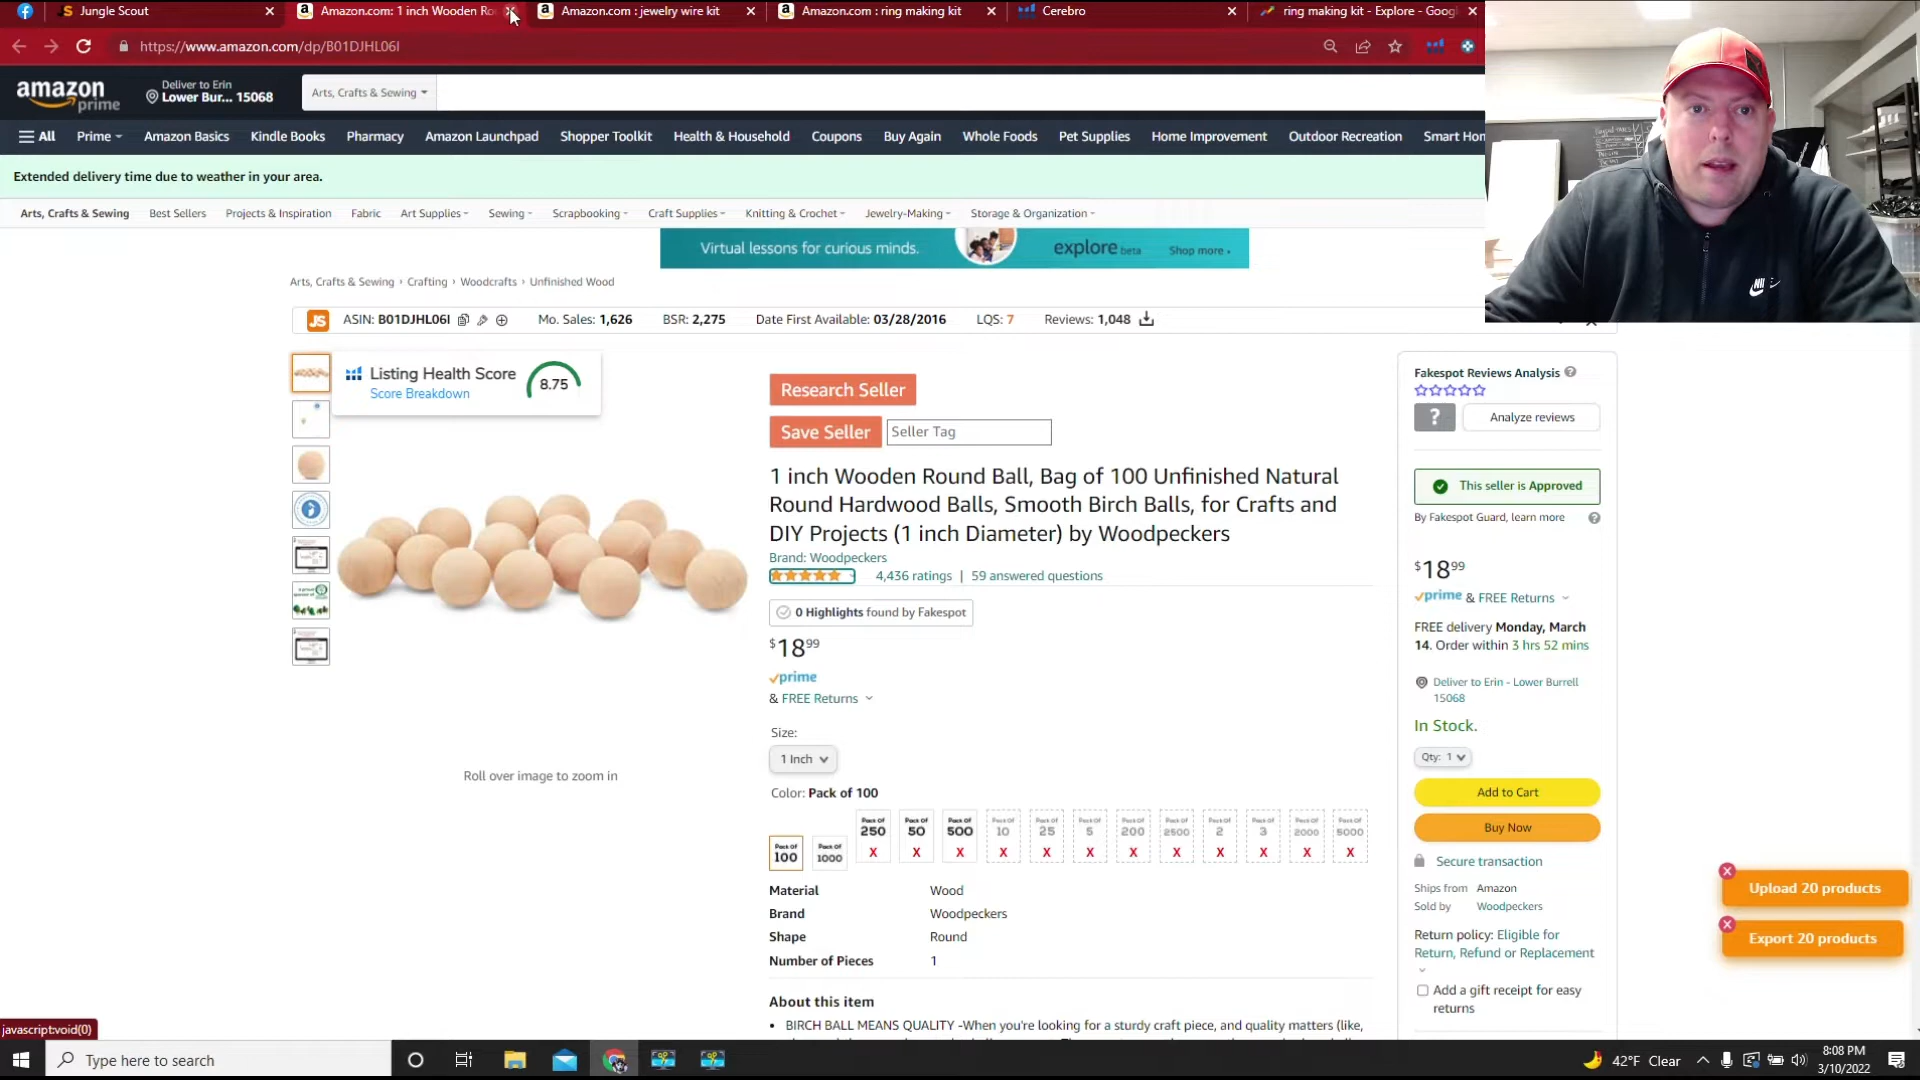 Jungle Scout
Amazon.com: 1 inch Wooden Ro
Amazon.com : jewelry wire kit
Amazon.com : ring making kit
Cerebro
ring making kit - Explore - Goog
https://www.amazon.com/dp/B01DJHL06I
amazon prime
Deliver to Erin
Lower Bur... 15068
Arts, Crafts & Sewing
All Prime Amazon Basics Kindle Books Pharmacy Amazon Launchpad Shopper Toolkit Health & Household Coupons Buy Again Whole Foods Pet Supplies Home Improvement Outdoor Recreation Smart Hom
Extended delivery time due to weather in your area.
Arts, Crafts & Sewing Best Sellers Projects & Inspiration Fabric Art Supplies Sewing Scrapbooking Craft Supplies Knitting & Crochet Jewelry-Making Storage & Organization
Virtual lessons for curious minds. explore beta Shop more
Arts, Crafts & Sewing › Crafting › Woodcrafts › Unfinished Wood
JS ASIN: B01DJHL06I Mo. Sales: 1,626 BSR: 2,275 Date First Available: 03/28/2016 LQS: 7 Reviews: 1,048
Listing Health Score
Score Breakdown
8.75
Roll over image to zoom in
Research Seller
Save Seller Seller Tag
1 inch Wooden Round Ball, Bag of 100 Unfinished Natural
Round Hardwood Balls, Smooth Birch Balls, for Crafts and
DIY Projects (1 inch Diameter) by Woodpeckers
Brand: Woodpeckers
4,436 ratings | 59 answered questions
0 Highlights found by Fakespot
$1899
prime
& FREE Returns
Size:
1 Inch
Color: Pack of 100
Pack Of 100
Pack Of 1000
Pack Of 250 X
Pack Of 50 X
Pack Of 500 X
Pack Of 10 X
Pack Of 25 X
Pack Of 5 X
Pack Of 200 X
Pack Of 2500 X
Pack Of 2 X
Pack Of 3 X
Pack Of 2000 X
Pack Of 5000 X
Material Wood
Brand Woodpeckers
Shape Round
Number of Pieces 1
About this item
• BIRCH BALL MEANS QUALITY -When you're looking for a sturdy craft piece, and quality matters (like,
Fakespot Reviews Analysis ?
? Analyze reviews
This seller is Approved
By Fakespot Guard, learn more ?
$1899
prime & FREE Returns
FREE delivery Monday, March
14. Order within 3 hrs 52 mins
Deliver to Erin - Lower Burrell
15068
In Stock.
Qty: 1
Add to Cart
Buy Now
Secure transaction
Ships from Amazon
Sold by Woodpeckers
Return policy: Eligible for
Return, Refund or Replacement
Add a gift receipt for easy
returns
Upload 20 products
Export 20 products
javascript:void(0)
Type here to search
42°F Clear
8:08 PM
3/10/2022